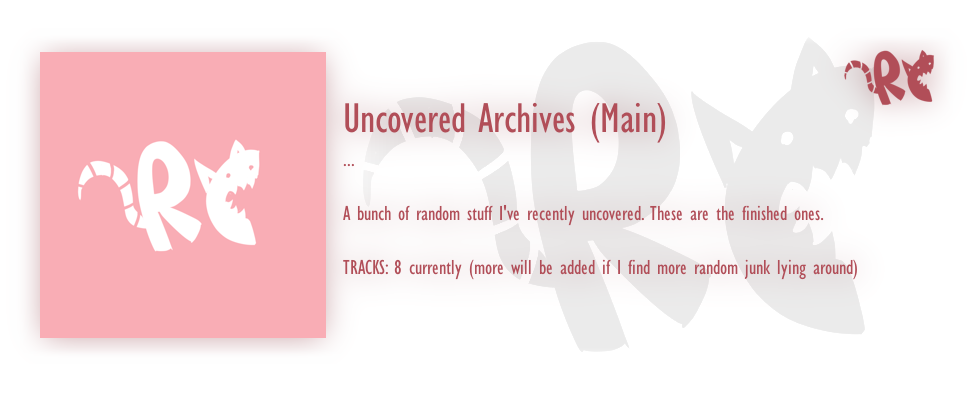 Uncovered Archives (Main)
...
A bunch of random stuff I've recently uncovered. These are the finished ones.
TRACKS: 8 currently (more will be added if I find more random junk lying around)